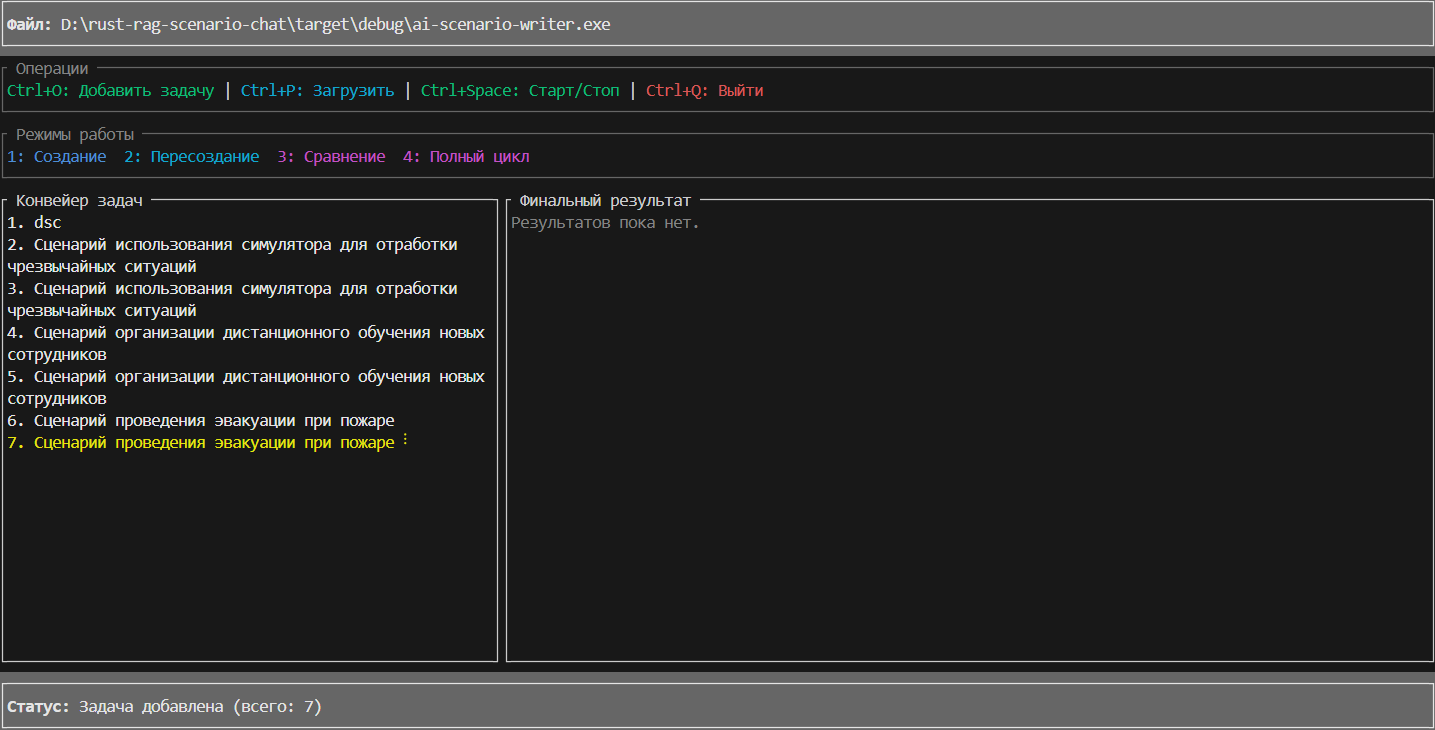 Файл: D:\rust-rag-scenario-chat\target\debug\ai-scenario-writer.exe
Операции
Ctrl+O: Добавить задачу | Ctrl+P: Загрузить | Ctrl+Space: Старт/Стоп | Ctrl+Q: Выйти
Режимы работы
1: Создание  2: Пересоздание  3: Сравнение  4: Полный цикл
Конвейер задач
1. dsc
2. Сценарий использования симулятора для отработки
чрезвычайных ситуаций
3. Сценарий использования симулятора для отработки
чрезвычайных ситуаций
4. Сценарий организации дистанционного обучения новых
сотрудников
5. Сценарий организации дистанционного обучения новых
сотрудников
6. Сценарий проведения эвакуации при пожаре
7. Сценарий проведения эвакуации при пожаре ⠇
Финальный результат
Результатов пока нет.
Статус: Задача добавлена (всего: 7)